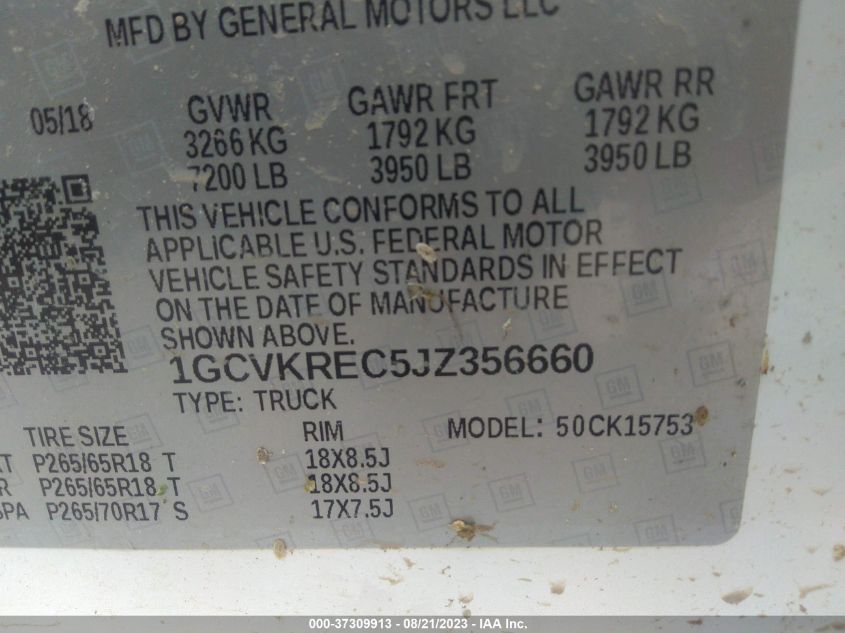 MFD BY GENERAL MOTORS LLC
05/18 GVWR GAWR FRT GAWR RR
3266 KG 1792 KG 1792 KG
7200 LB 3950 LB 3950 LB
THIS VEHICLE CONFORMS TO ALL
APPLICABLE U.S. FEDERAL MOTOR
VEHICLE SAFETY STANDARDS IN EFFECT
ON THE DATE OF MANUFACTURE
SHOWN ABOVE.
1GCVKREC5JZ356660
TYPE: TRUCK
TIRE SIZE RIM MODEL: 50CK15753
P265/65R18 T 18X8.5J
P265/65R18 T 18X8.5J
SPA P265/70R17 S 17X7.5J
000-37309913 - 08/21/2023 - IAA Inc.